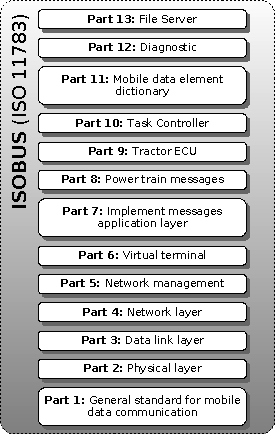 ISOBUS (ISO 11783)
Part 13: File Server
Part 12: Diagnostic
Part 11: Mobile data element
dictionary
Part 10: Task Controller
Part 9: Tractor ECU
Part 8: Power train messages
Part 7: Implement messages
application layer
Part 6: Virtual terminal
Part 5: Network management
Part 4: Network layer
Part 3: Data link layer
Part 2: Physical layer
Part 1: General standard for mobile
data communication